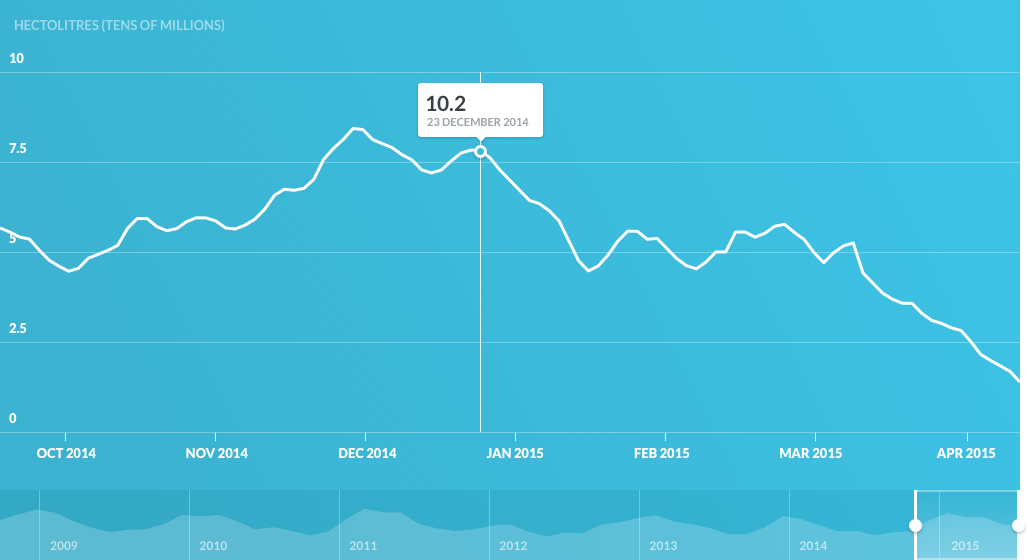 HECTOLITRES (TENS OF MILLIONS)
10
10.2
23 DECEMBER 2014
7.5
5
2.5
0
OCT 2014 NOV 2014 DEC 2014 JAN 2015 FEB 2015 MAR 2015 APR 2015
2009 2010 2011 2012 2013 2014 2015